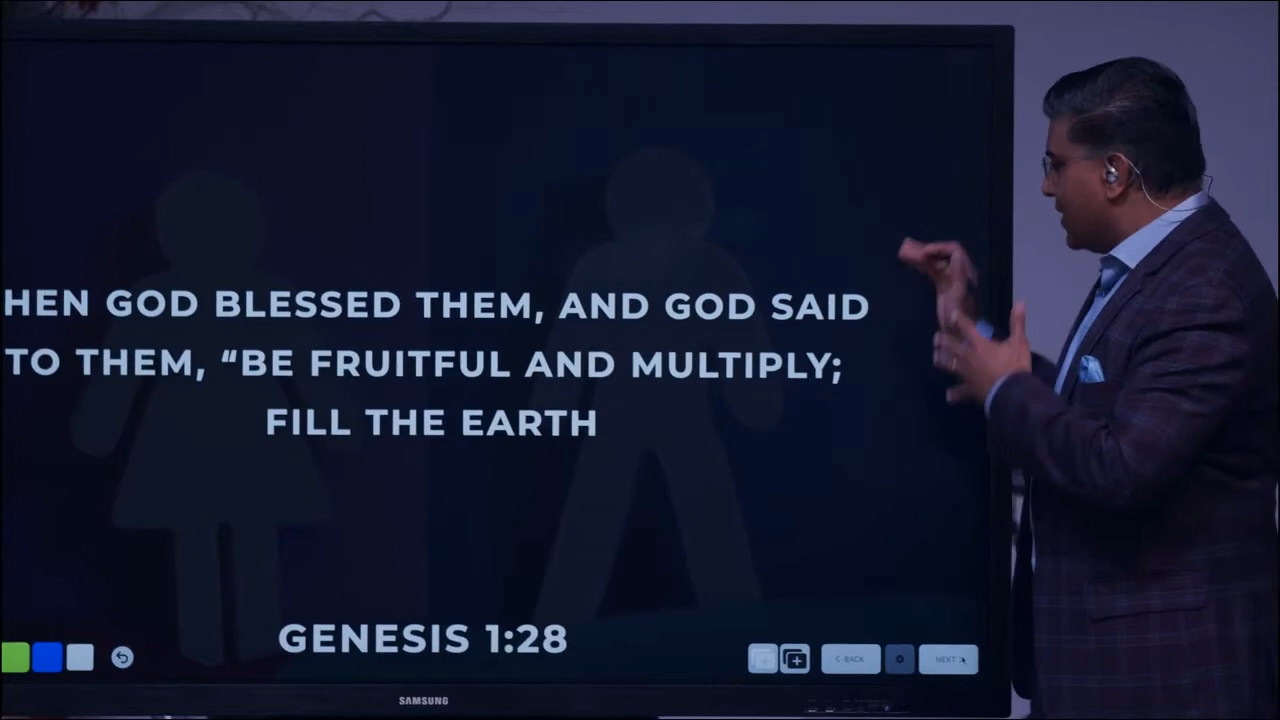 HEN GOD BLESSED THEM, AND GOD SAID
TO THEM, “BE FRUITFUL AND MULTIPLY;
FILL THE EARTH
GENESIS 1:28
< BACK
NEXT >
SAMSUNG